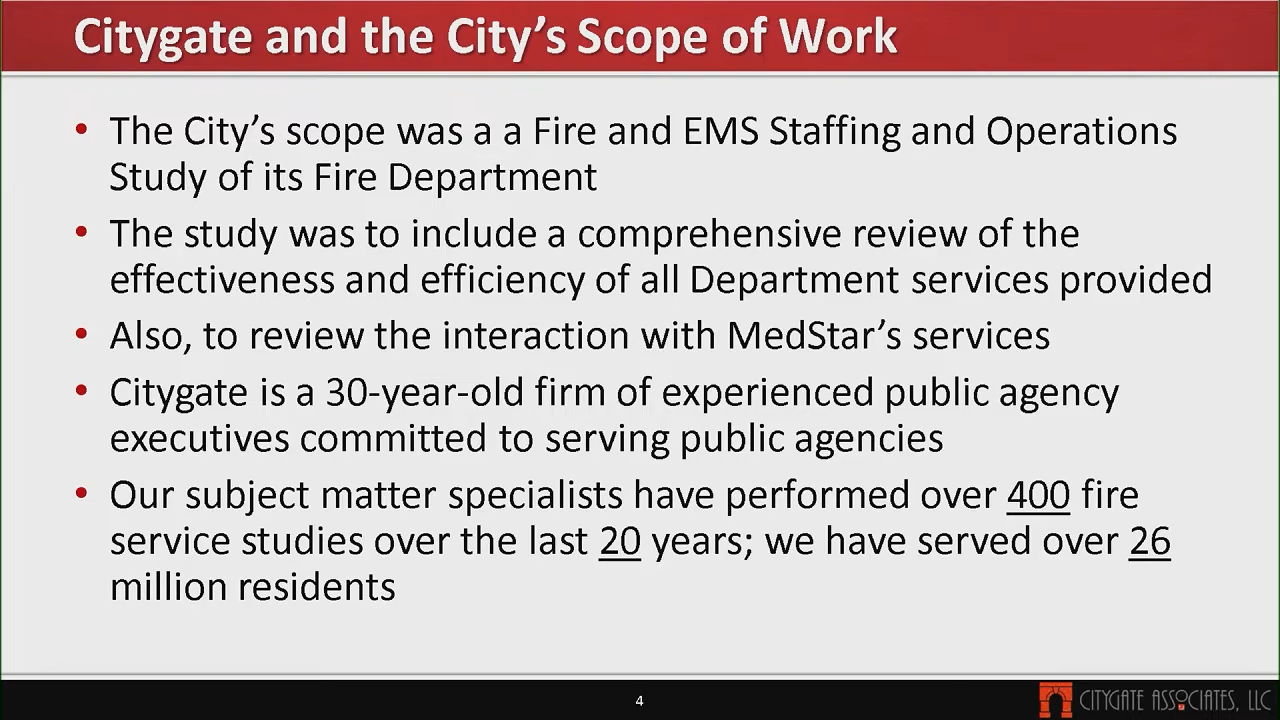 Citygate and the City’s Scope of Work
• The City’s scope was a a Fire and EMS Staffing and Operations
Study of its Fire Department
• The study was to include a comprehensive review of the
effectiveness and efficiency of all Department services provided
• Also, to review the interaction with MedStar’s services
• Citygate is a 30-year-old firm of experienced public agency
executives committed to serving public agencies
• Our subject matter specialists have performed over 400 fire
service studies over the last 20 years; we have served over 26
million residents
4
CITYGATE ASSOCIATES, LLC